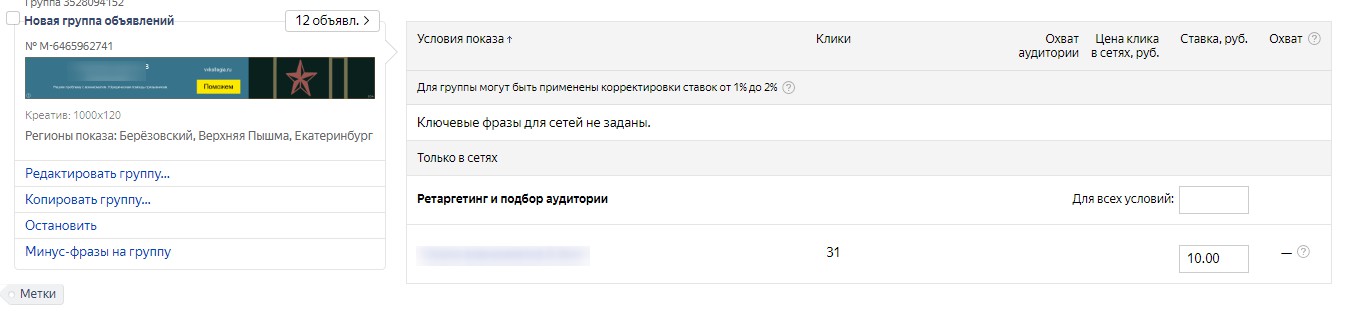 Группа 3528094152
Новая группа объявлений
12 объявл. >
№ M-6465962741
Поможем
Креатив: 1000x120
Регионы показа: Берёзовский, Верхняя Пышма, Екатеринбург
Редактировать группу...
Копировать группу...
Остановить
Минус-фразы на группу
Метки
Условия показа ↑ Клики Охват аудитории Цена клика в сетях, руб. Ставка, руб. Охват ?
Для группы могут быть применены корректировки ставок от 1% до 2% ?
Ключевые фразы для сетей не заданы.
Только в сетях
Ретаргетинг и подбор аудитории Для всех условий:
31 10.00 — ?